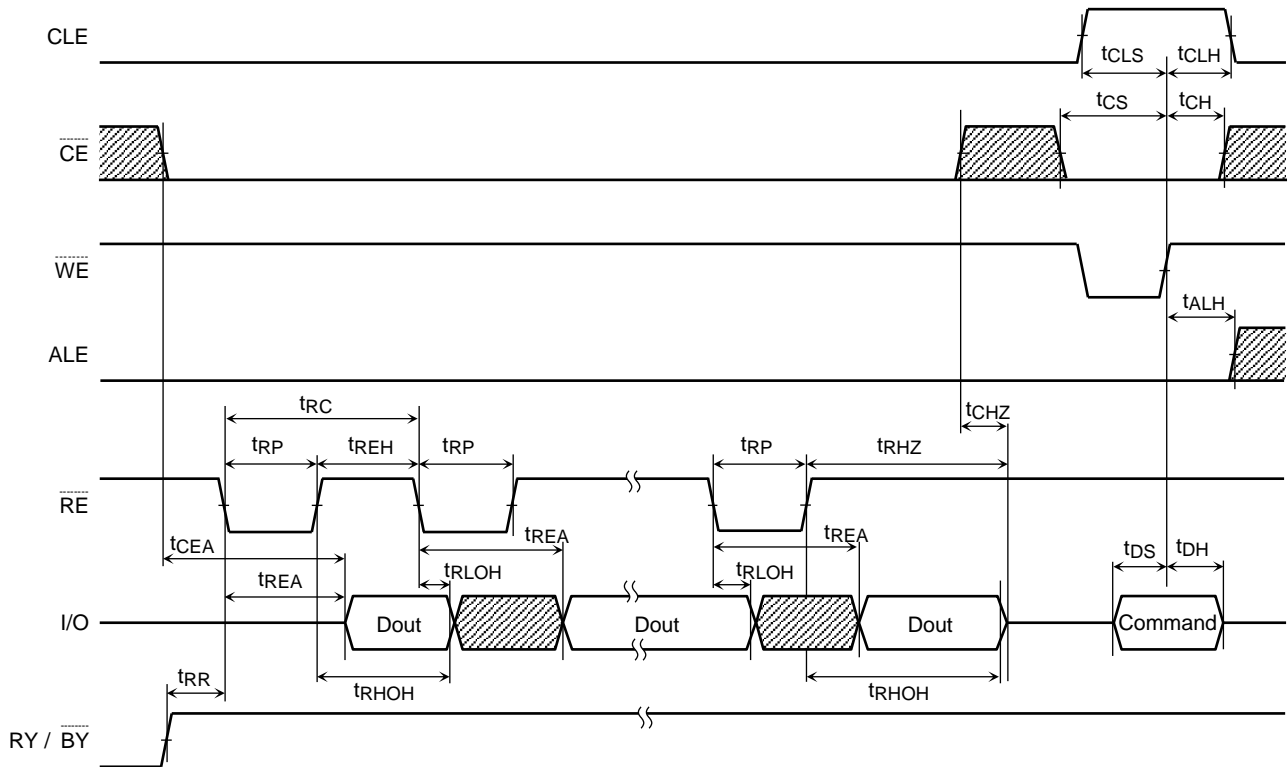 CLE
tCLS
tCLH
tCS
tCH
CE
WE
tALH
ALE
tRC
tCHZ
tRP
tREH
tRP
tRP
tRHZ
RE
tCEA
tREA
tREA
tDS
tDH
tREA
tRLOH
tRLOH
I/O
Dout
Dout
Dout
Command
tRR
tRHOH
tRHOH
RY / BY